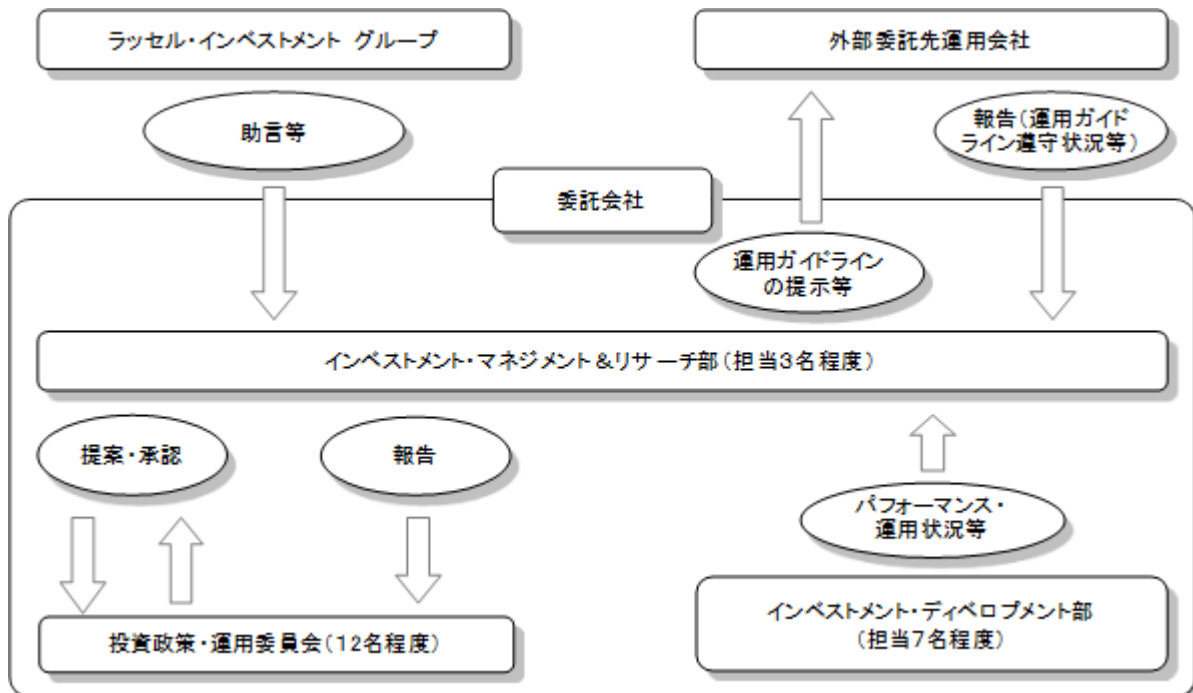 ラッセル・インベストメント グループ
外部委託先運用会社
助言等
報告(運用ガイド
ライン遵守状況等)
委託会社
運用ガイドライン
の提示等
インベストメント・マネジメント&リサーチ部(担当3名程度)
提案・承認
報告
パフォーマンス・
運用状況等
投資政策・運用委員会(12名程度)
インベストメント・ディベロプメント部
(担当7名程度)